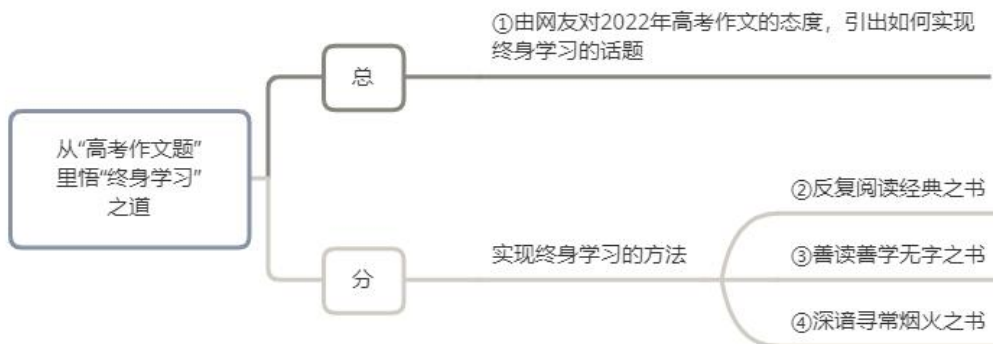 从“高考作文题”
里悟“终身学习”
之道
总
①由网友对2022年高考作文的态度，引出如何实现
终身学习的话题
分
实现终身学习的方法
②反复阅读经典之书
③善读善学无字之书
④深谙寻常烟火之书